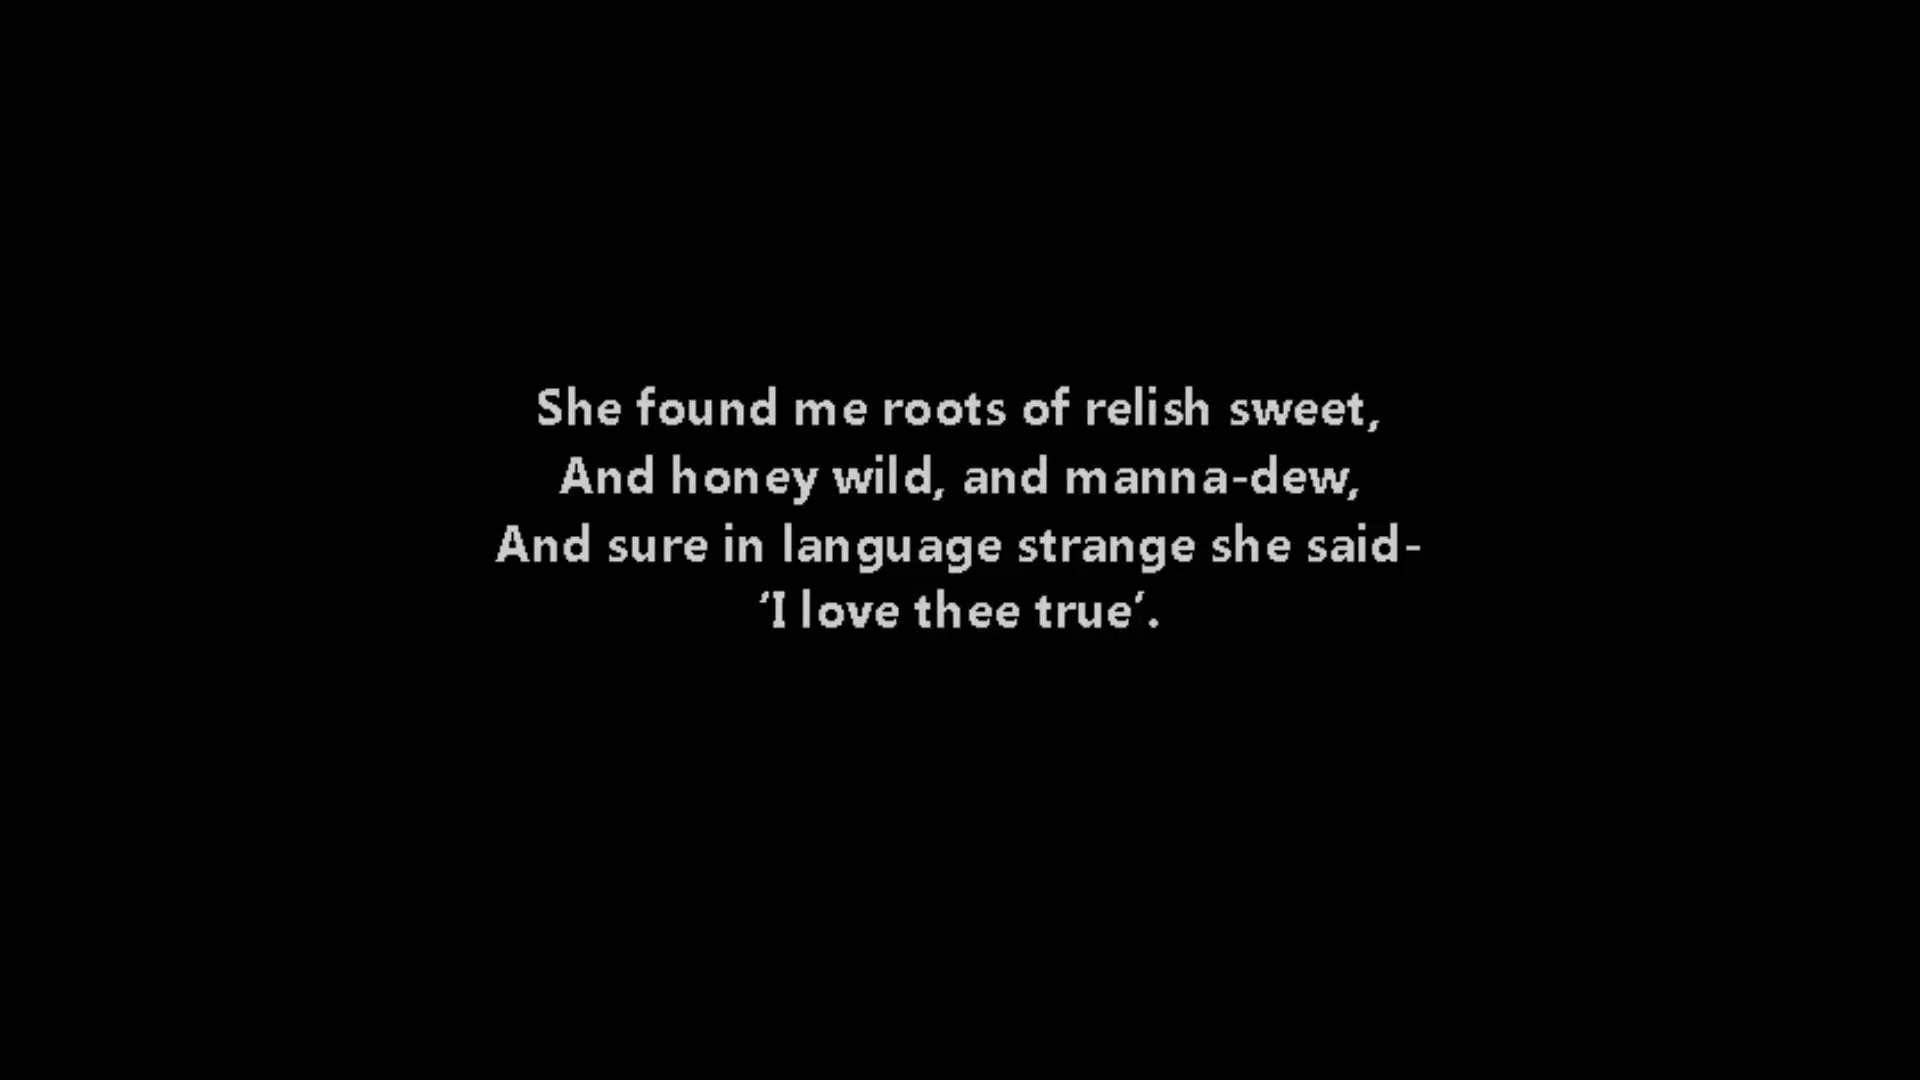 She found me roots of relish sweet,
And honey wild, and manna-dew,
And sure in language strange she said-
‘I love thee true’.